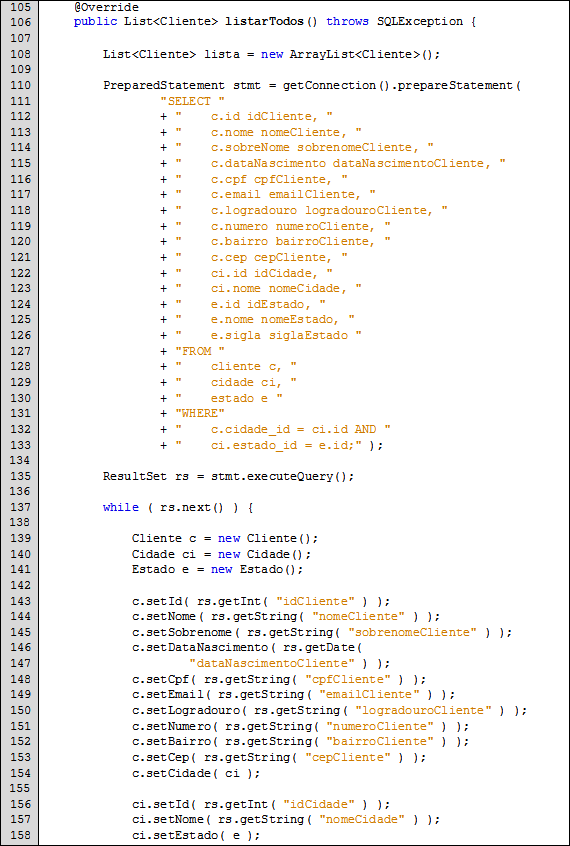 105     @Override
106     public List<Cliente> listarTodos() throws SQLException {
107
108         List<Cliente> lista = new ArrayList<Cliente>();
109
110         PreparedStatement stmt = getConnection().prepareStatement(
111                 "SELECT "
112                 + "    c.id idCliente, "
113                 + "    c.nome nomeCliente, "
114                 + "    c.sobreNome sobrenomeCliente, "
115                 + "    c.dataNascimento dataNascimentoCliente, "
116                 + "    c.cpf cpfCliente, "
117                 + "    c.email emailCliente, "
118                 + "    c.logradouro logradouroCliente, "
119                 + "    c.numero numeroCliente, "
120                 + "    c.bairro bairroCliente, "
121                 + "    c.cep cepCliente, "
122                 + "    ci.id idCidade, "
123                 + "    ci.nome nomeCidade, "
124                 + "    e.id idEstado, "
125                 + "    e.nome nomeEstado, "
126                 + "    e.sigla siglaEstado "
127                 + "FROM "
128                 + "    cliente c, "
129                 + "    cidade ci, "
130                 + "    estado e "
131                 + "WHERE"
132                 + "    c.cidade_id = ci.id AND "
133                 + "    ci.estado_id = e.id;" );
134
135         ResultSet rs = stmt.executeQuery();
136
137         while ( rs.next() ) {
138
139             Cliente c = new Cliente();
140             Cidade ci = new Cidade();
141             Estado e = new Estado();
142
143             c.setId( rs.getInt( "idCliente" ) );
144             c.setNome( rs.getString( "nomeCliente" ) );
145             c.setSobrenome( rs.getString( "sobrenomeCliente" ) );
146             c.setDataNascimento( rs.getDate(
147                     "dataNascimentoCliente" ) );
148             c.setCpf( rs.getString( "cpfCliente" ) );
149             c.setEmail( rs.getString( "emailCliente" ) );
150             c.setLogradouro( rs.getString( "logradouroCliente" ) );
151             c.setNumero( rs.getString( "numeroCliente" ) );
152             c.setBairro( rs.getString( "bairroCliente" ) );
153             c.setCep( rs.getString( "cepCliente" ) );
154             c.setCidade( ci );
155
156             ci.setId( rs.getInt( "idCidade" ) );
157             ci.setNome( rs.getString( "nomeCidade" ) );
158             ci.setEstado( e );